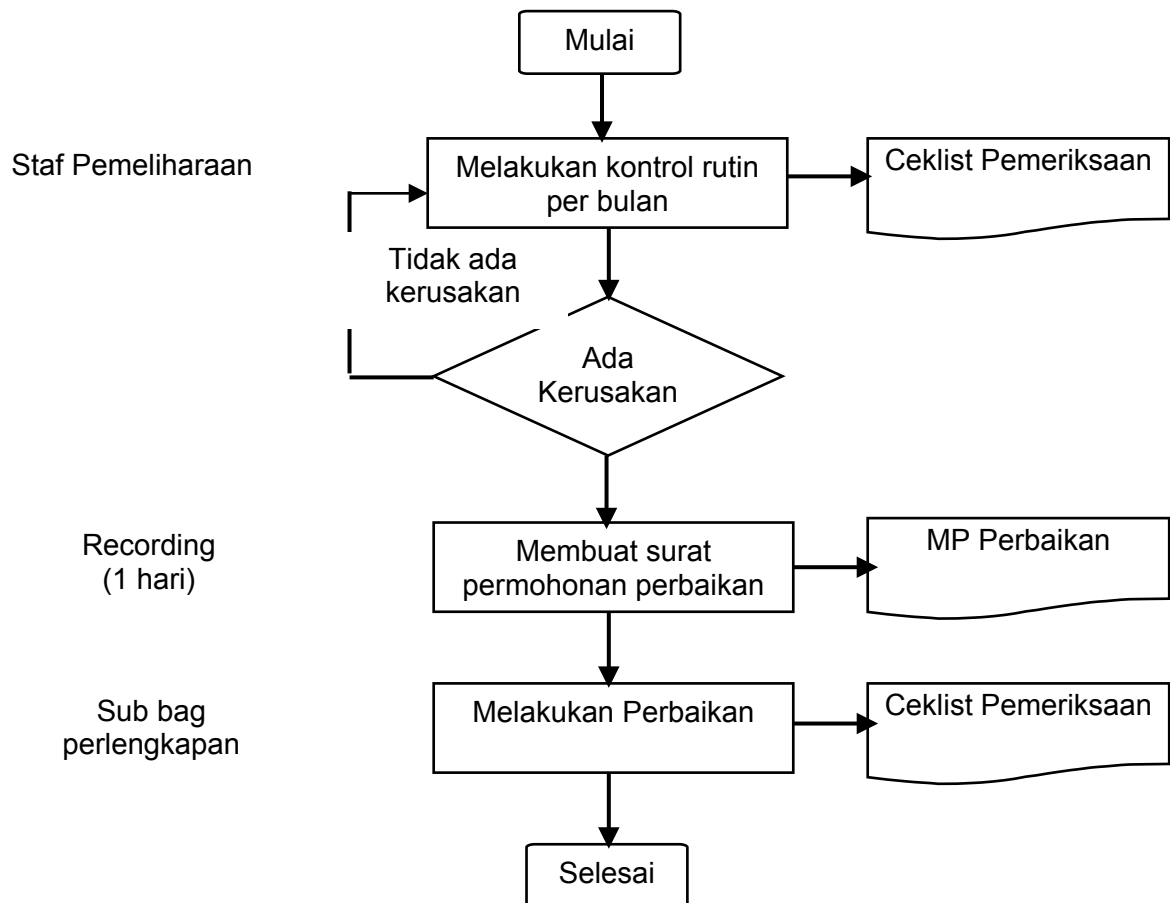 Mulai
Staf Pemeliharaan
Melakukan kontrol rutin
per bulan
Ceklist Pemeriksaan
Tidak ada
kerusakan
Ada
Kerusakan
Recording
(1 hari)
Membuat surat
permohonan perbaikan
MP Perbaikan
Sub bag
perlengkapan
Melakukan Perbaikan
Ceklist Pemeriksaan
Selesai